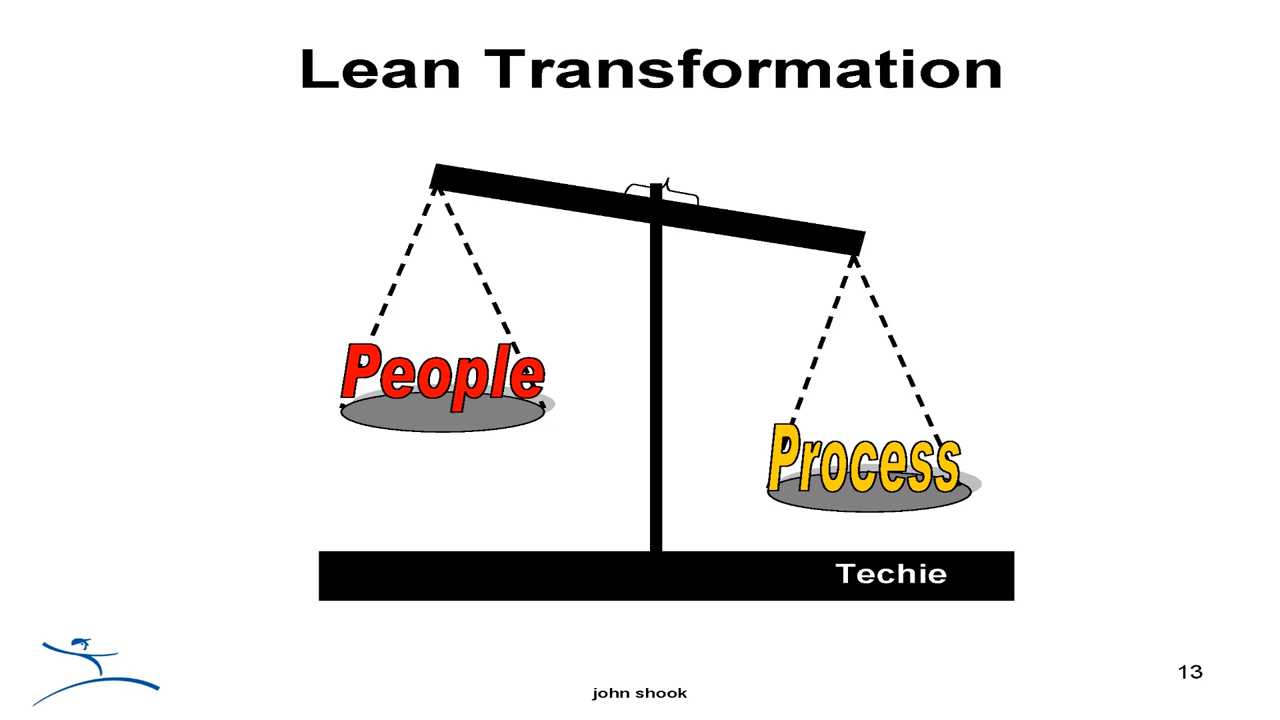 Lean Transformation
People
Process
Techie
john shook
13